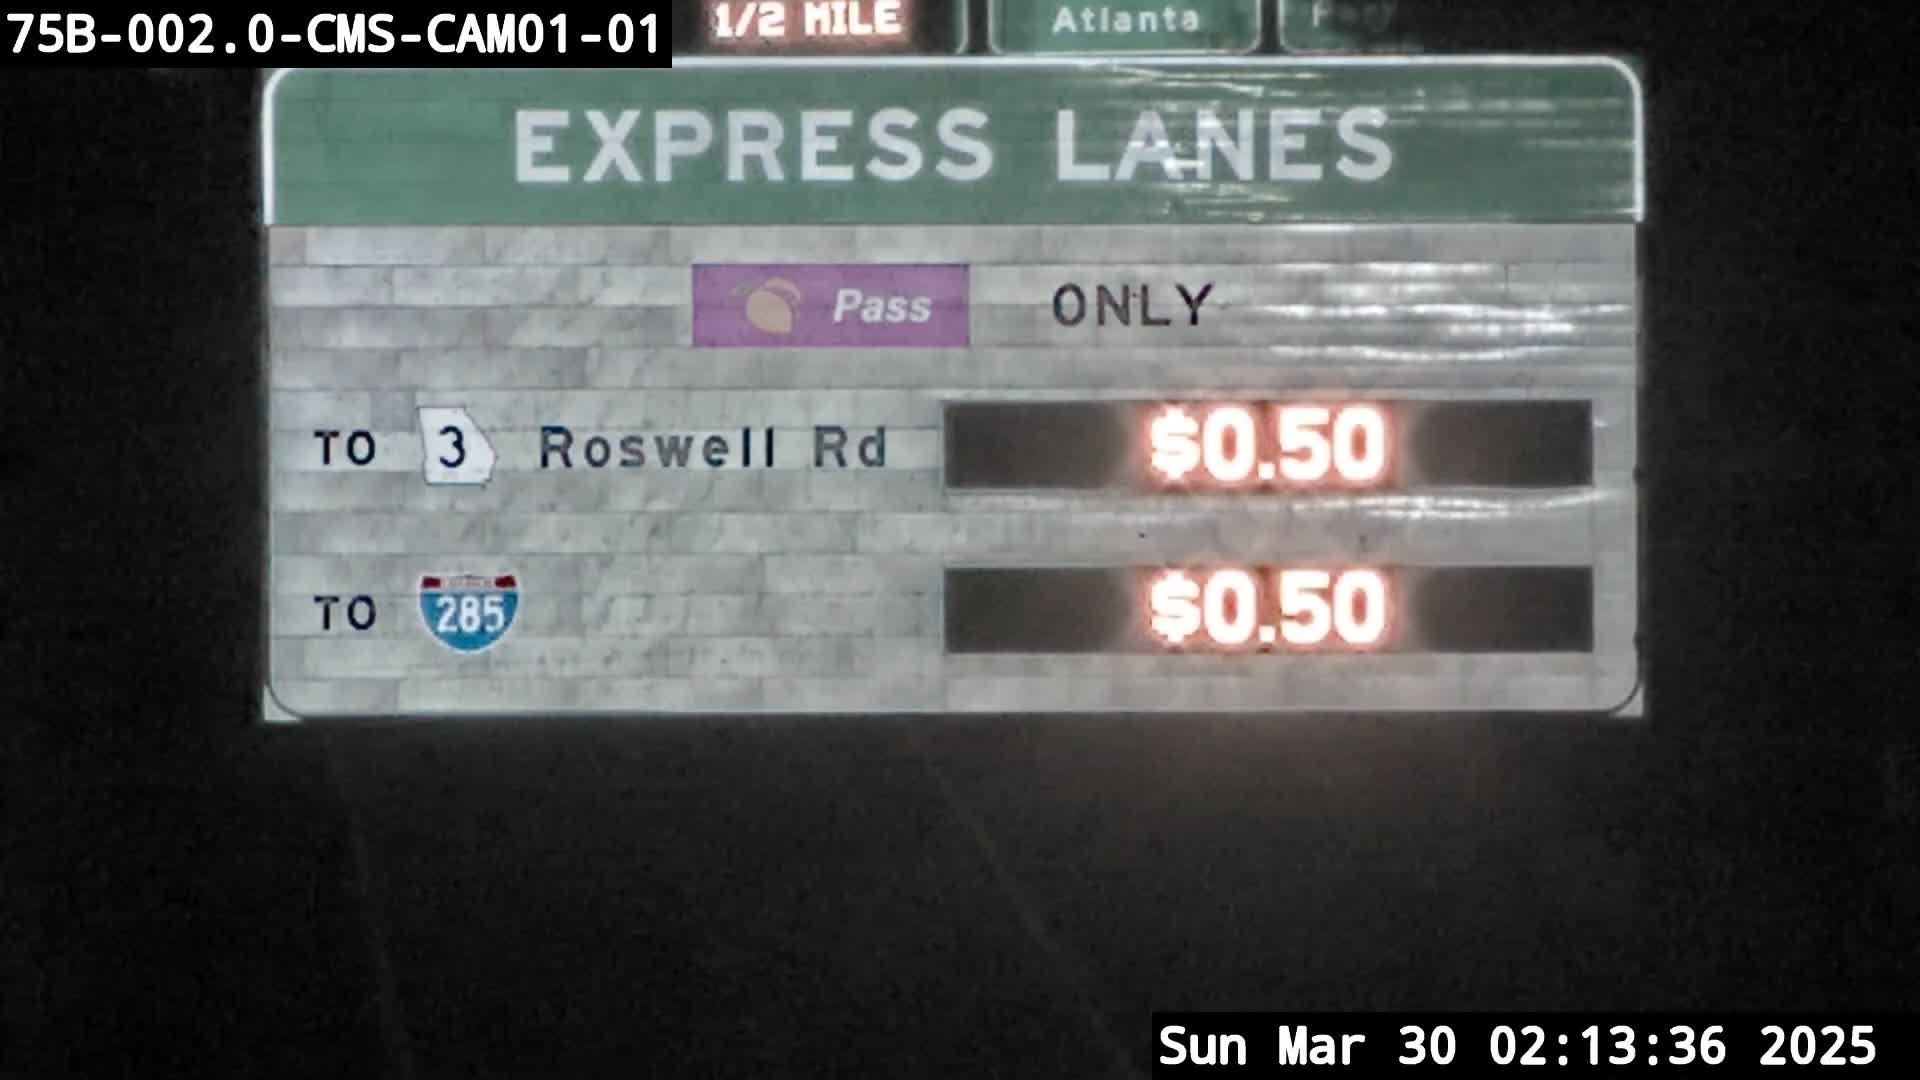 75B-002.0-CMS-CAM01-01
1/2 MILE
Atlanta
EXPRESS LANES
Pass ONLY
TO 3 Roswell Rd $0.50
TO 285 $0.50
Sun Mar 30 02:13:36 2025